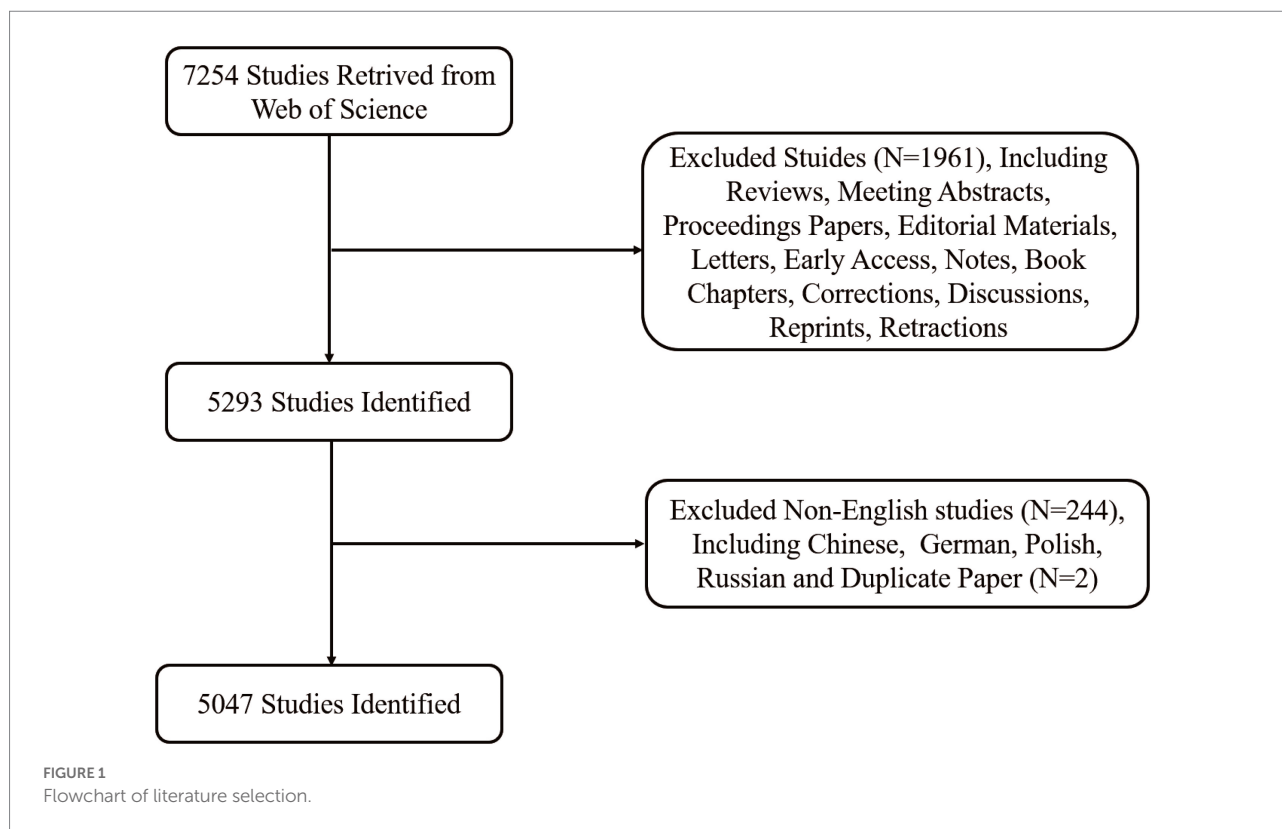 7254 Studies Retrived from
Web of Science
Excluded Stuides (N=1961), Including
Reviews, Meeting Abstracts,
Proceedings Papers, Editorial Materials,
Letters, Early Access, Notes, Book
Chapters, Corrections, Discussions,
Reprints, Retractions
5293 Studies Identified
Excluded Non-English studies (N=244),
Including Chinese, German, Polish,
Russian and Duplicate Paper (N=2)
5047 Studies Identified
FIGURE 1
Flowchart of literature selection.